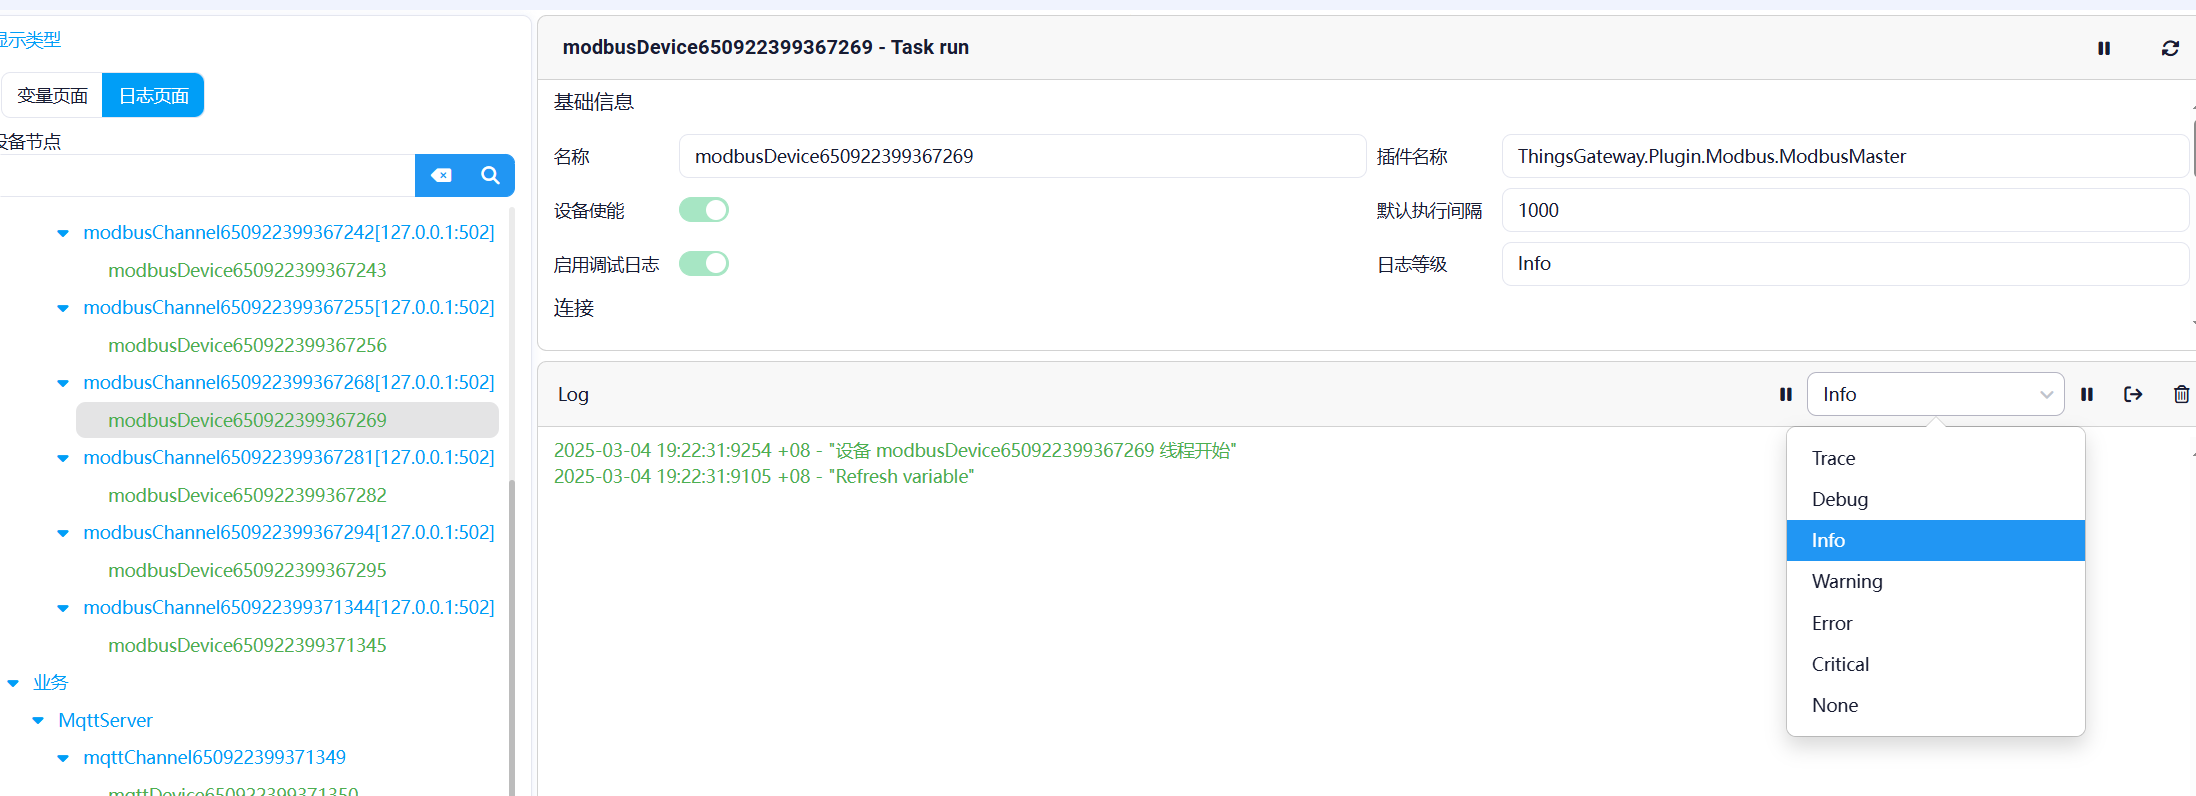 显示类型
变量页面 日志页面
设备节点
modbusChannel650922399367242[127.0.0.1:502]
modbusDevice650922399367243
modbusChannel650922399367255[127.0.0.1:502]
modbusDevice650922399367256
modbusChannel650922399367268[127.0.0.1:502]
modbusDevice650922399367269
modbusChannel650922399367281[127.0.0.1:502]
modbusDevice650922399367282
modbusChannel650922399367294[127.0.0.1:502]
modbusDevice650922399367295
modbusChannel650922399371344[127.0.0.1:502]
modbusDevice650922399371345
业务
MqttServer
mqttChannel650922399371349
mqttDevice650922399371350
modbusDevice650922399367269 - Task run
基础信息
名称 modbusDevice650922399367269 插件名称 ThingsGateway.Plugin.Modbus.ModbusMaster
设备使能 默认执行间隔 1000
启用调试日志 日志等级 Info
连接
Log Info
2025-03-04 19:22:31:9254 +08 - "设备 modbusDevice650922399367269 线程开始"
2025-03-04 19:22:31:9105 +08 - "Refresh variable"
Trace
Debug
Info
Warning
Error
Critical
None